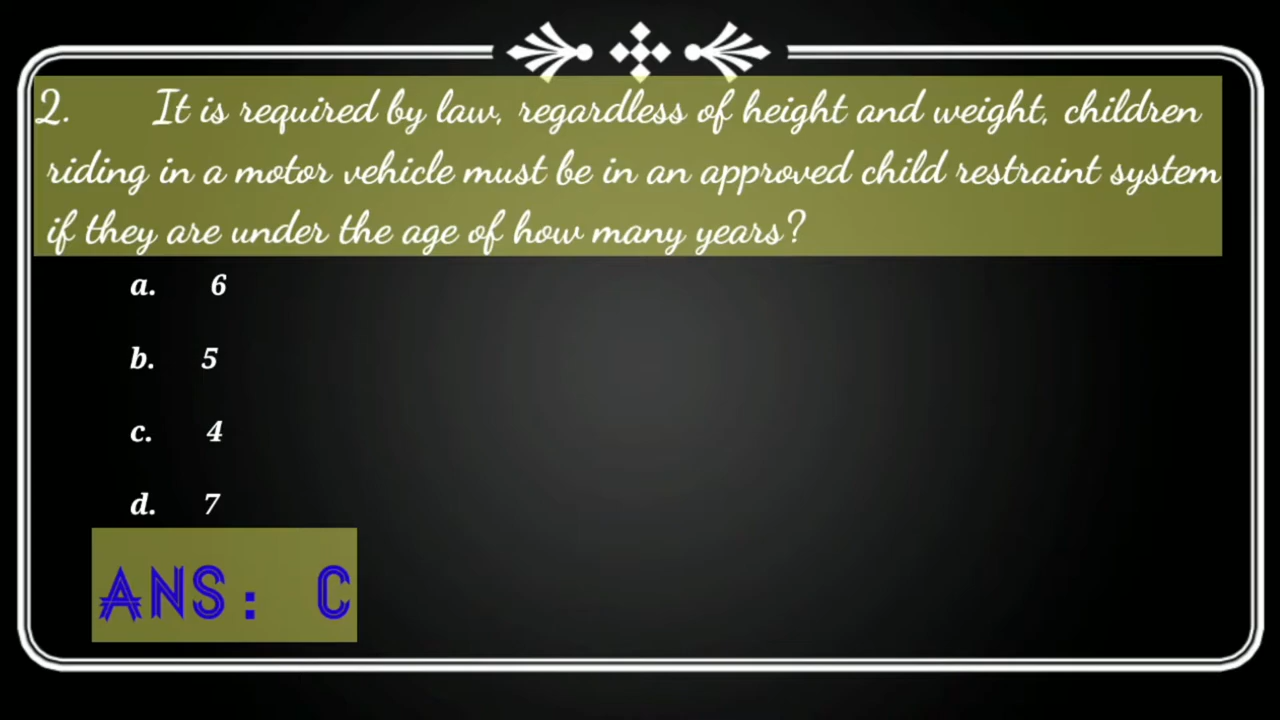 2. It is required by law, regardless of height and weight, children
riding in a motor vehicle must be in an approved child restraint system
if they are under the age of how many years?
a. 6
b. 5
c. 4
d. 7
ANS: C